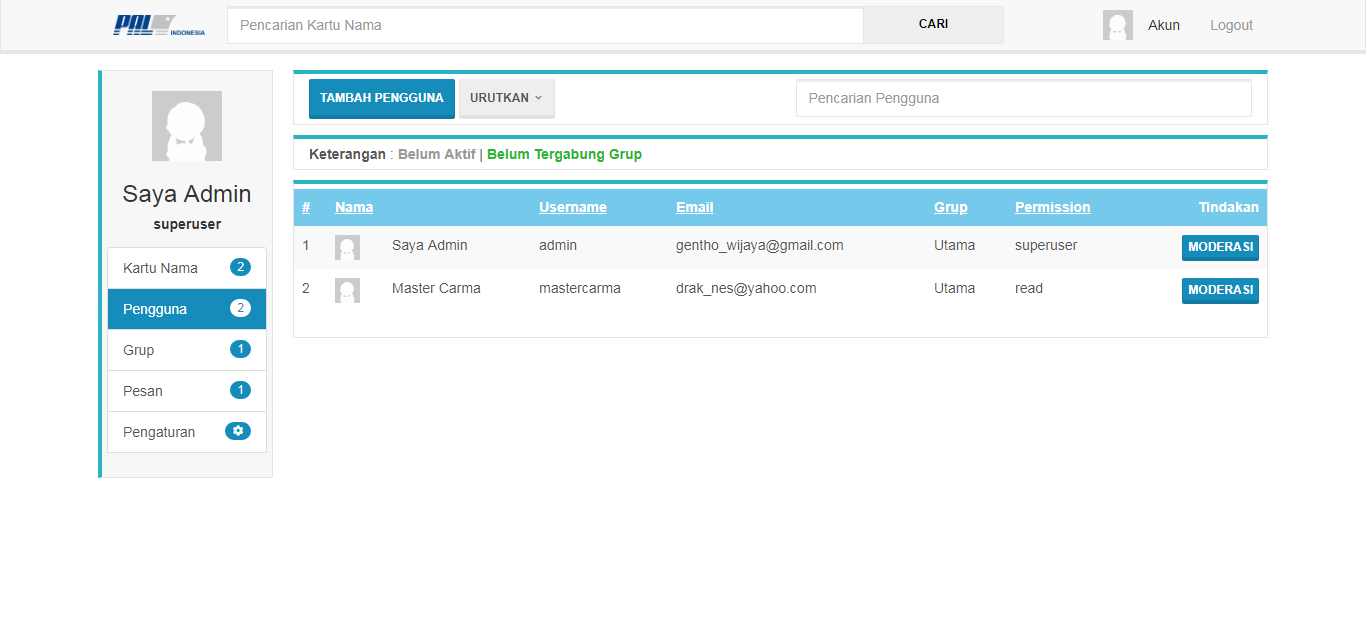 PAL INDONESIA
Pencarian Kartu Nama
CARI
Akun
Logout
Saya Admin
superuser
Kartu Nama 2
Pengguna 2
Grup 1
Pesan 1
Pengaturan
TAMBAH PENGGUNA
URUTKAN
Pencarian Pengguna
Keterangan : Belum Aktif | Belum Tergabung Grup
# Nama Username Email Grup Permission Tindakan
1 Saya Admin admin gentho_wijaya@gmail.com Utama superuser MODERASI
2 Master Carma mastercarma drak_nes@yahoo.com Utama read MODERASI